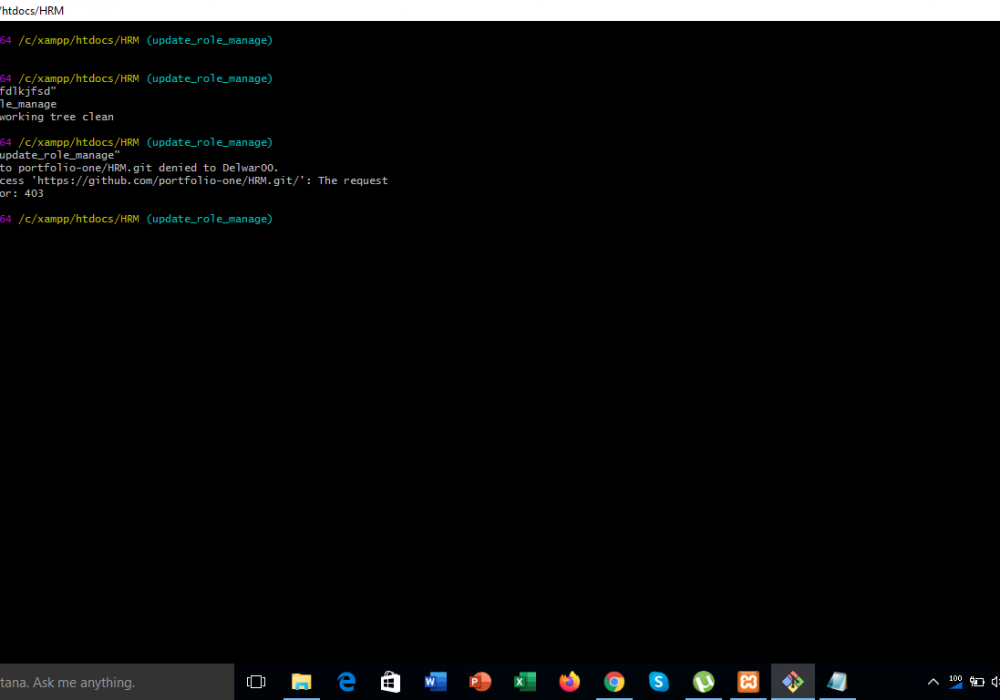 /htdocs/HRM
64 /c/xampp/htdocs/HRM (update_role_manage)
64 /c/xampp/htdocs/HRM (update_role_manage)
fdlkjfsd"
le_manage
working tree clean
64 /c/xampp/htdocs/HRM (update_role_manage)
update_role_manage"
to portfolio-one/HRM.git denied to Delwar00.
cess 'https://github.com/portfolio-one/HRM.git/': The request
or: 403
64 /c/xampp/htdocs/HRM (update_role_manage)
tana. Ask me anything.
100